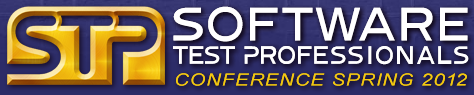 STP
SOFTWARE
TEST PROFESSIONALS
CONFERENCE SPRING 2012